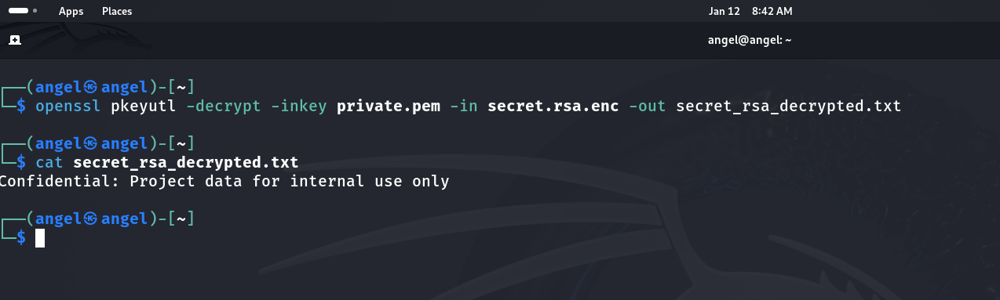 Apps Places Jan 12 8:42 AM
angel@angel: ~
┌──(angel㉿angel)-[~]
└─$ openssl pkeyutl -decrypt -inkey private.pem -in secret.rsa.enc -out secret_rsa_decrypted.txt
┌──(angel㉿angel)-[~]
└─$ cat secret_rsa_decrypted.txt
Confidential: Project data for internal use only
┌──(angel㉿angel)-[~]
└─$